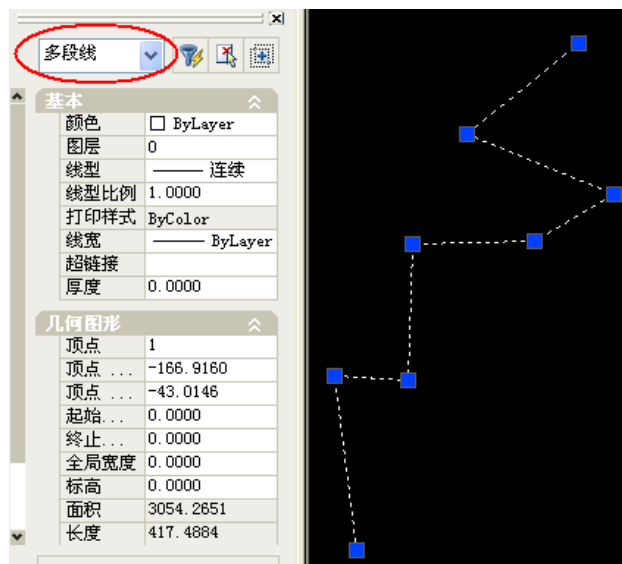 多段线
基本
颜色 ByLayer
图层 0
线型 连续
线型比例 1.0000
打印样式 ByColor
线宽 ByLayer
超链接
厚度 0.0000
几何图形
顶点 1
顶点 ... -166.9160
顶点 ... -43.0146
起始... 0.0000
终止... 0.0000
全局宽度 0.0000
标高 0.0000
面积 3054.2651
长度 417.4884